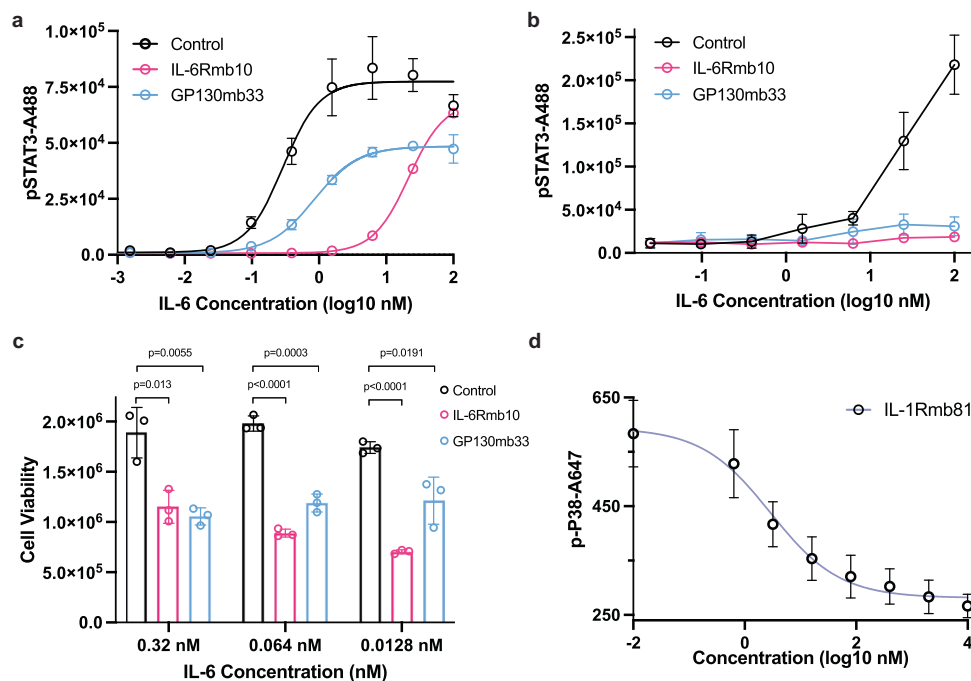 a
Control
IL-6Rmb10
GP130mb33
pSTAT3-A488
1.0×10⁵
7.5×10⁴
5.0×10⁴
2.5×10⁴
0.0
-3 -2 -1 0 1 2
IL-6 Concentration (log10 nM)
b
Control
IL-6Rmb10
GP130mb33
pSTAT3-A488
2.5×10⁵
2.0×10⁵
1.5×10⁵
1.0×10⁵
5.0×10⁴
0.0
-1 0 1 2
IL-6 Concentration (log10 nM)
c
p=0.0055 p=0.0003 p=0.0191
p=0.013 p<0.0001 p<0.0001
Control
IL-6Rmb10
GP130mb33
Cell Viability
2.0×10⁶
1.5×10⁶
1.0×10⁶
5.0×10⁵
0.0
0.32 nM 0.064 nM 0.0128 nM
IL-6 Concentration (nM)
d
IL-1Rmb81
p-P38-A647
650
450
250
-2 0 2 4
Concentration (log10 nM)